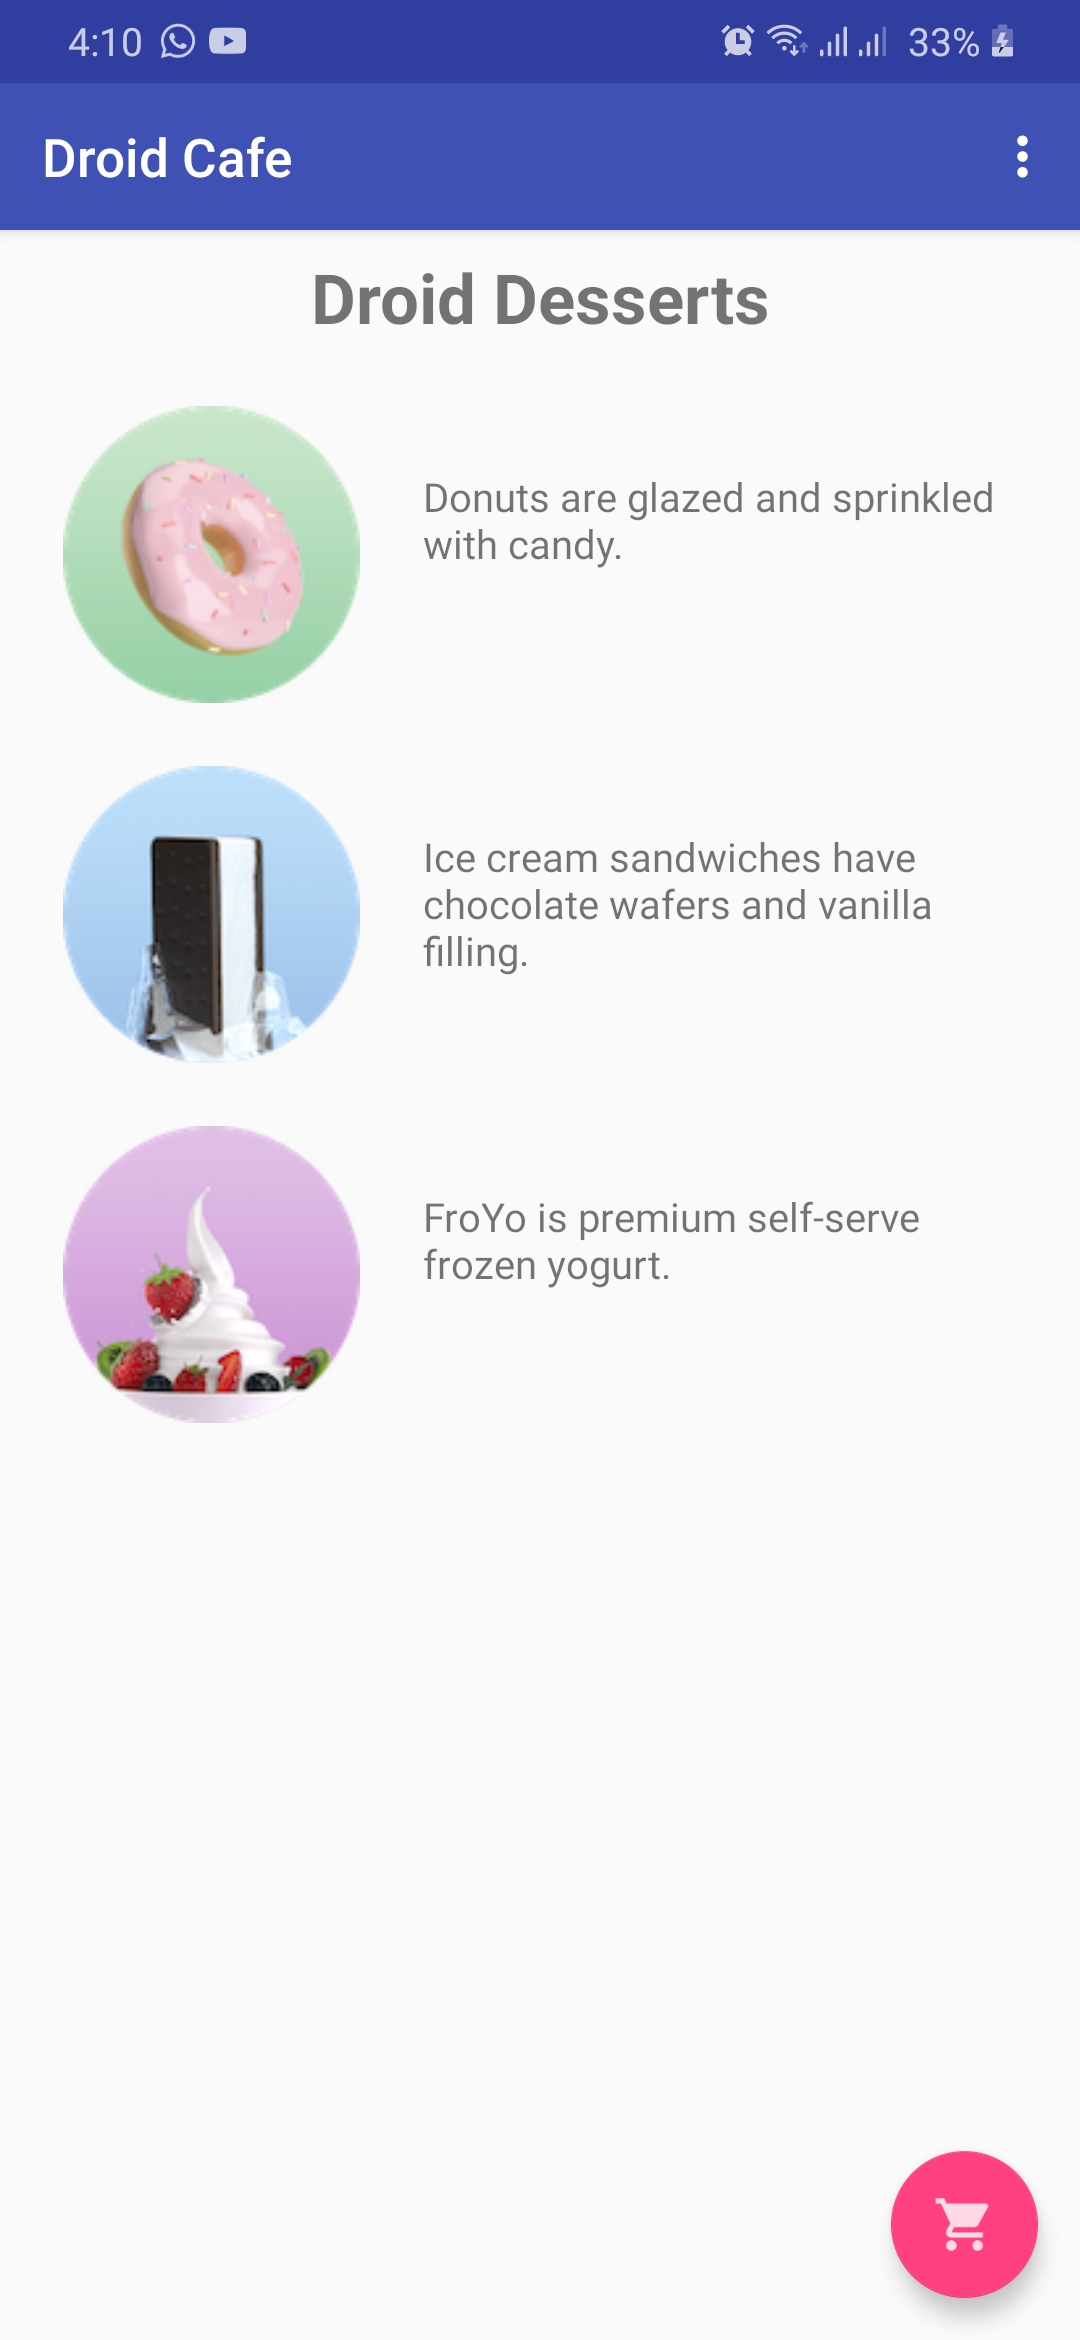 4:10 33%
Droid Cafe
Droid Desserts
Donuts are glazed and sprinkled
with candy.
Ice cream sandwiches have
chocolate wafers and vanilla
filling.
FroYo is premium self-serve
frozen yogurt.